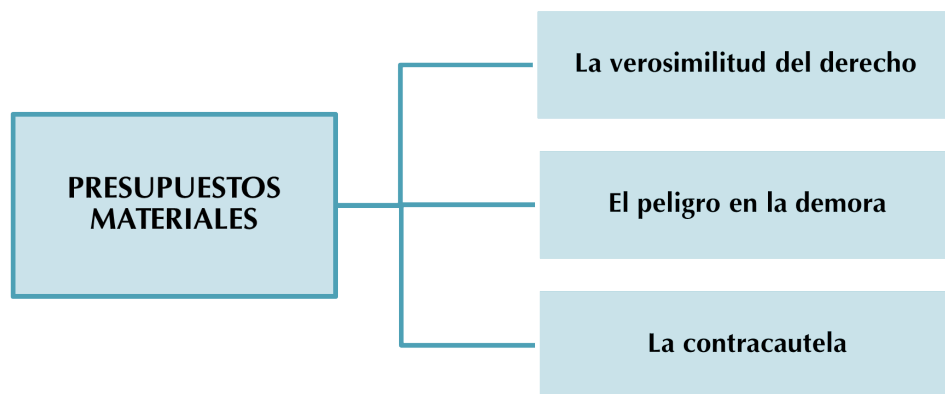 PRESUPUESTOS
MATERIALES
La verosimilitud del derecho
El peligro en la demora
La contracautela